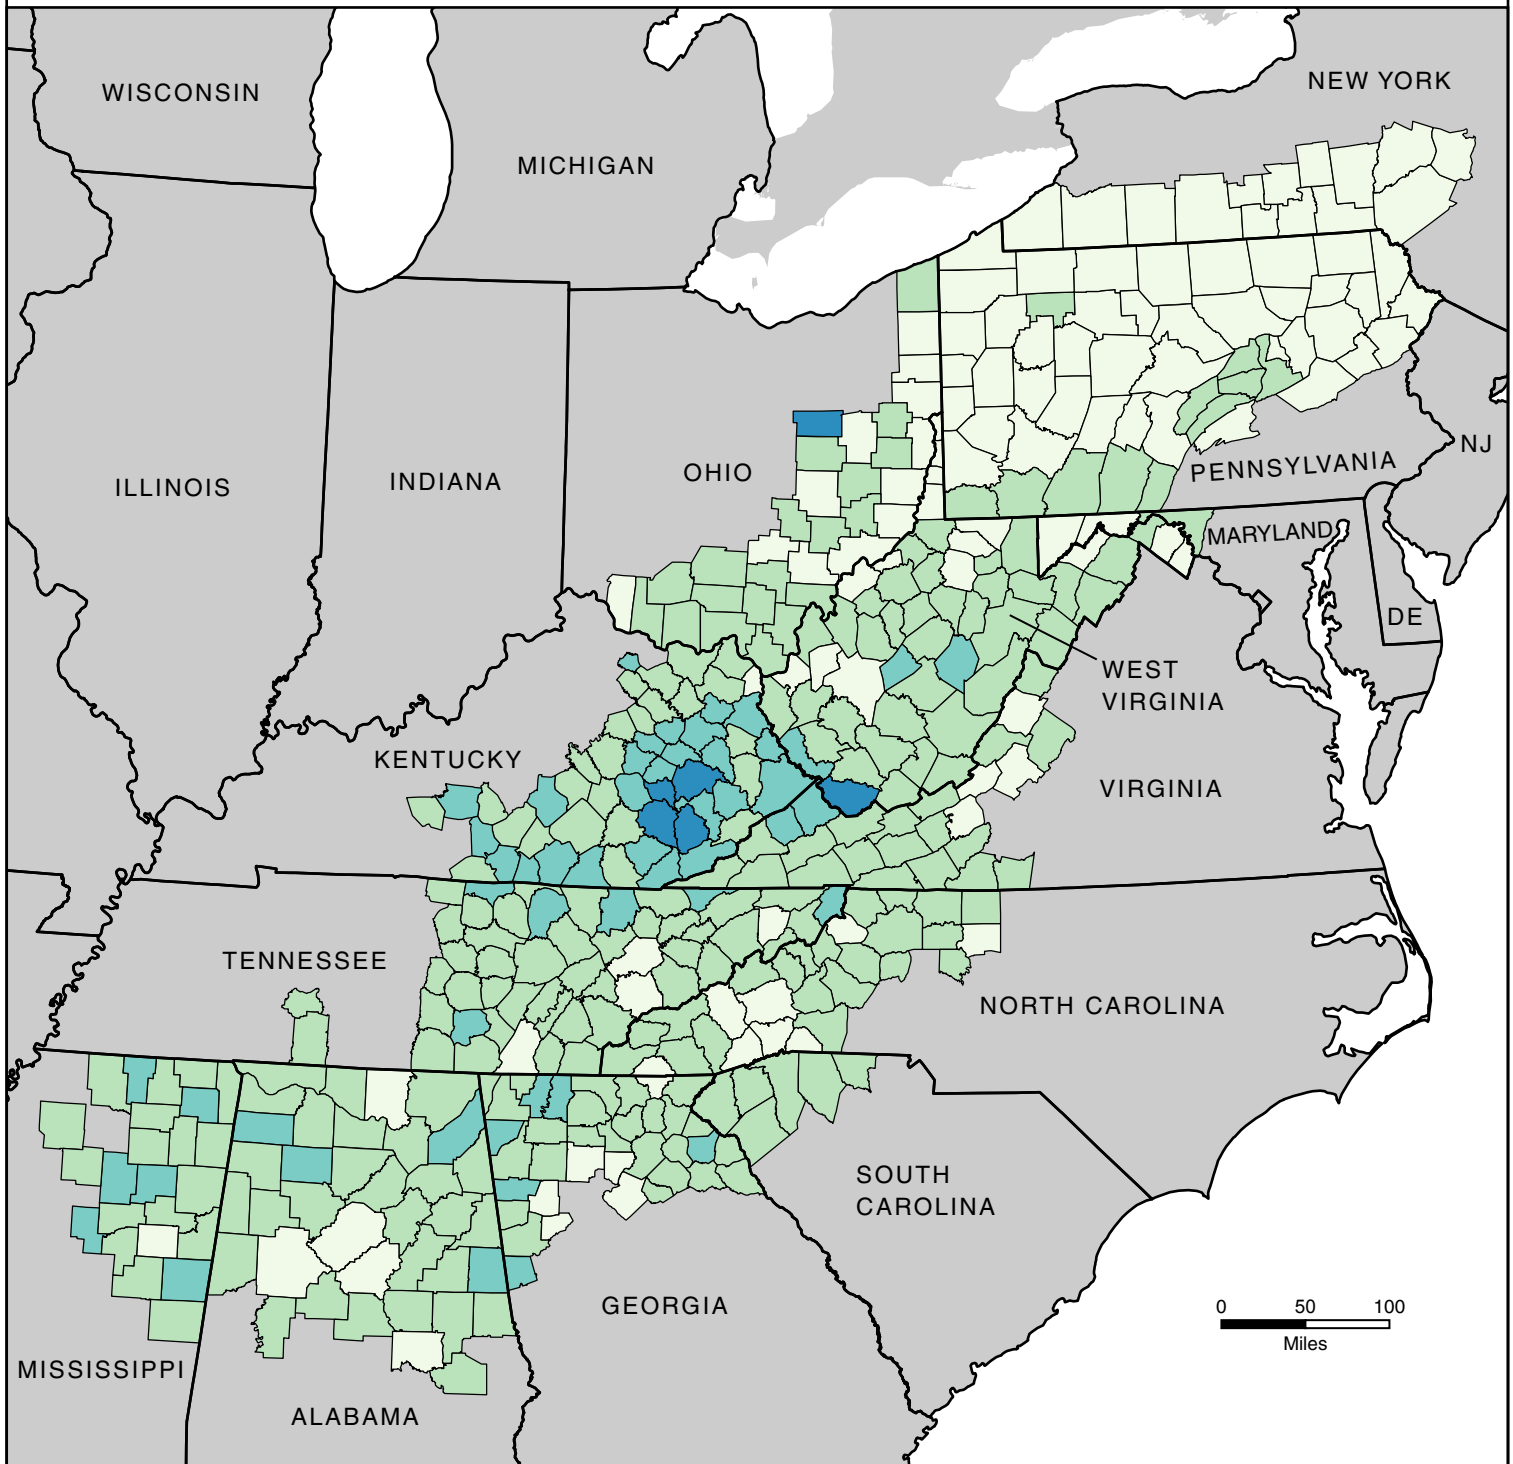 NEW YORK
WISCONSIN
MICHIGAN
NJ
PENNSYLVANIA
OHIO
INDIANA
ILLINOIS
MARYLAND
DE
WEST
VIRGINIA
KENTUCKY
VIRGINIA
TENNESSEE
NORTH CAROLINA
SOUTH
CAROLINA
GEORGIA
0 50 100
Miles
MISSISSIPPI
ALABAMA